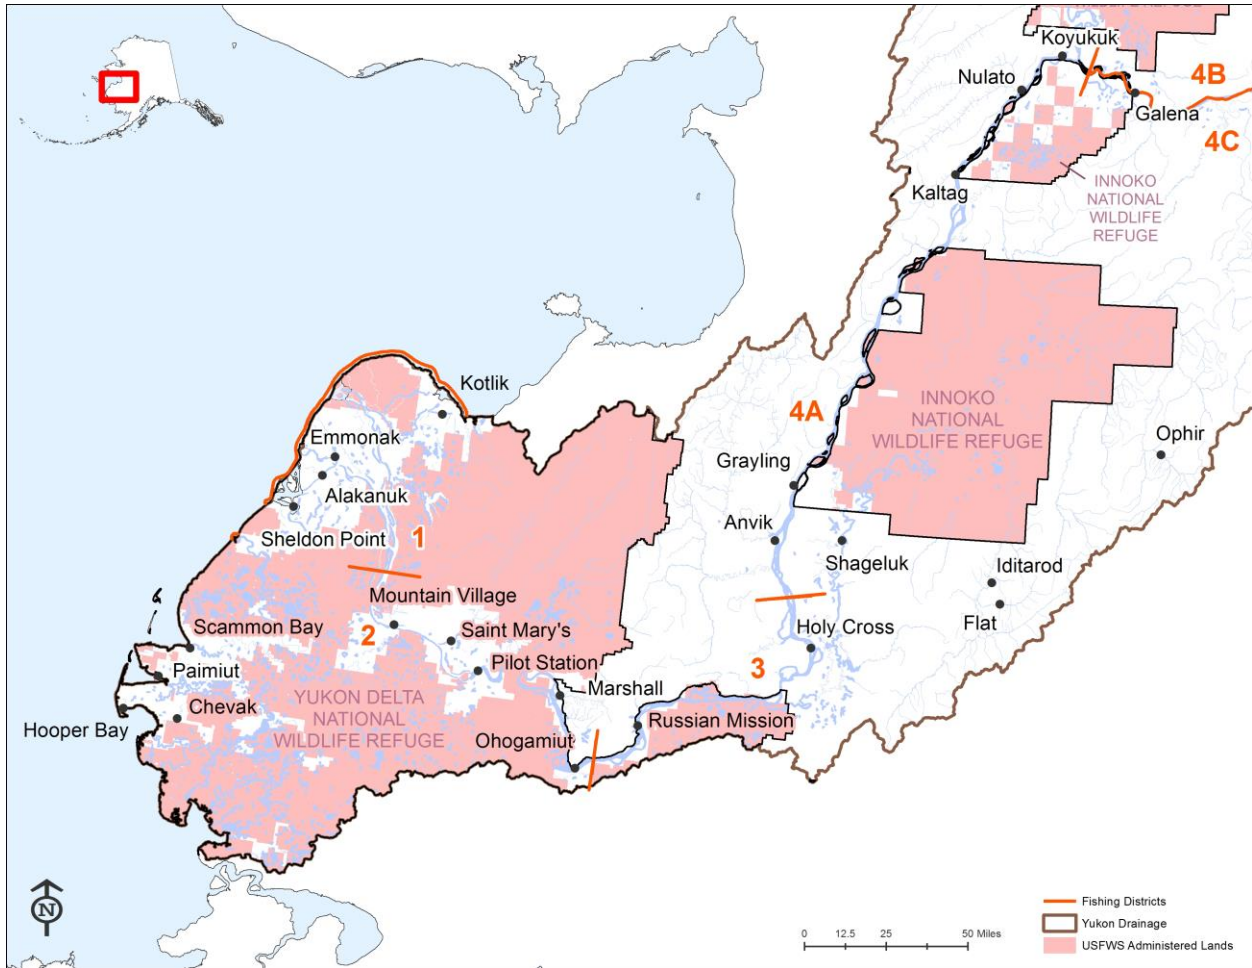 WILDLIFE REFUGE
Koyukuk
4B
Nulato
Galena
4C
Kaltag
INNOKO
NATIONAL
WILDLIFE
REFUGE
Kotlik
4A
INNOKO
NATIONAL
WILDLIFE REFUGE
Ophir
Emmonak
Grayling
Alakanuk
Anvik
Sheldon Point
1
Shageluk
Iditarod
Mountain Village
Flat
Scammon Bay
2
Saint Mary's
Holy Cross
Paimiut
Pilot Station
3
Marshall
YUKON DELTA
NATIONAL
WILDLIFE REFUGE
Chevak
Hooper Bay
Russian Mission
Ohogamiut
N
Fishing Districts
Yukon Drainage
USFWS Administered Lands
0 12.5 25 50 Miles